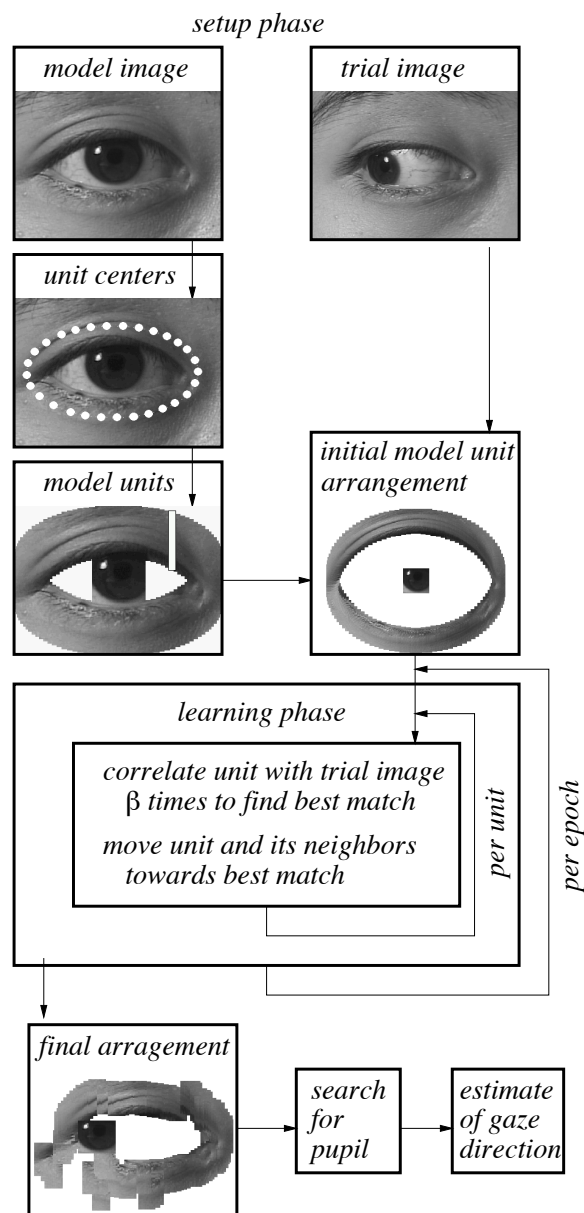 setup phase
model image
trial image
unit centers
model units
initial model unit
arrangement
learning phase
correlate unit with trial image
β times to find best match
move unit and its neighbors
towards best match
per unit
per epoch
final arragement
search
for
pupil
estimate
of gaze
direction